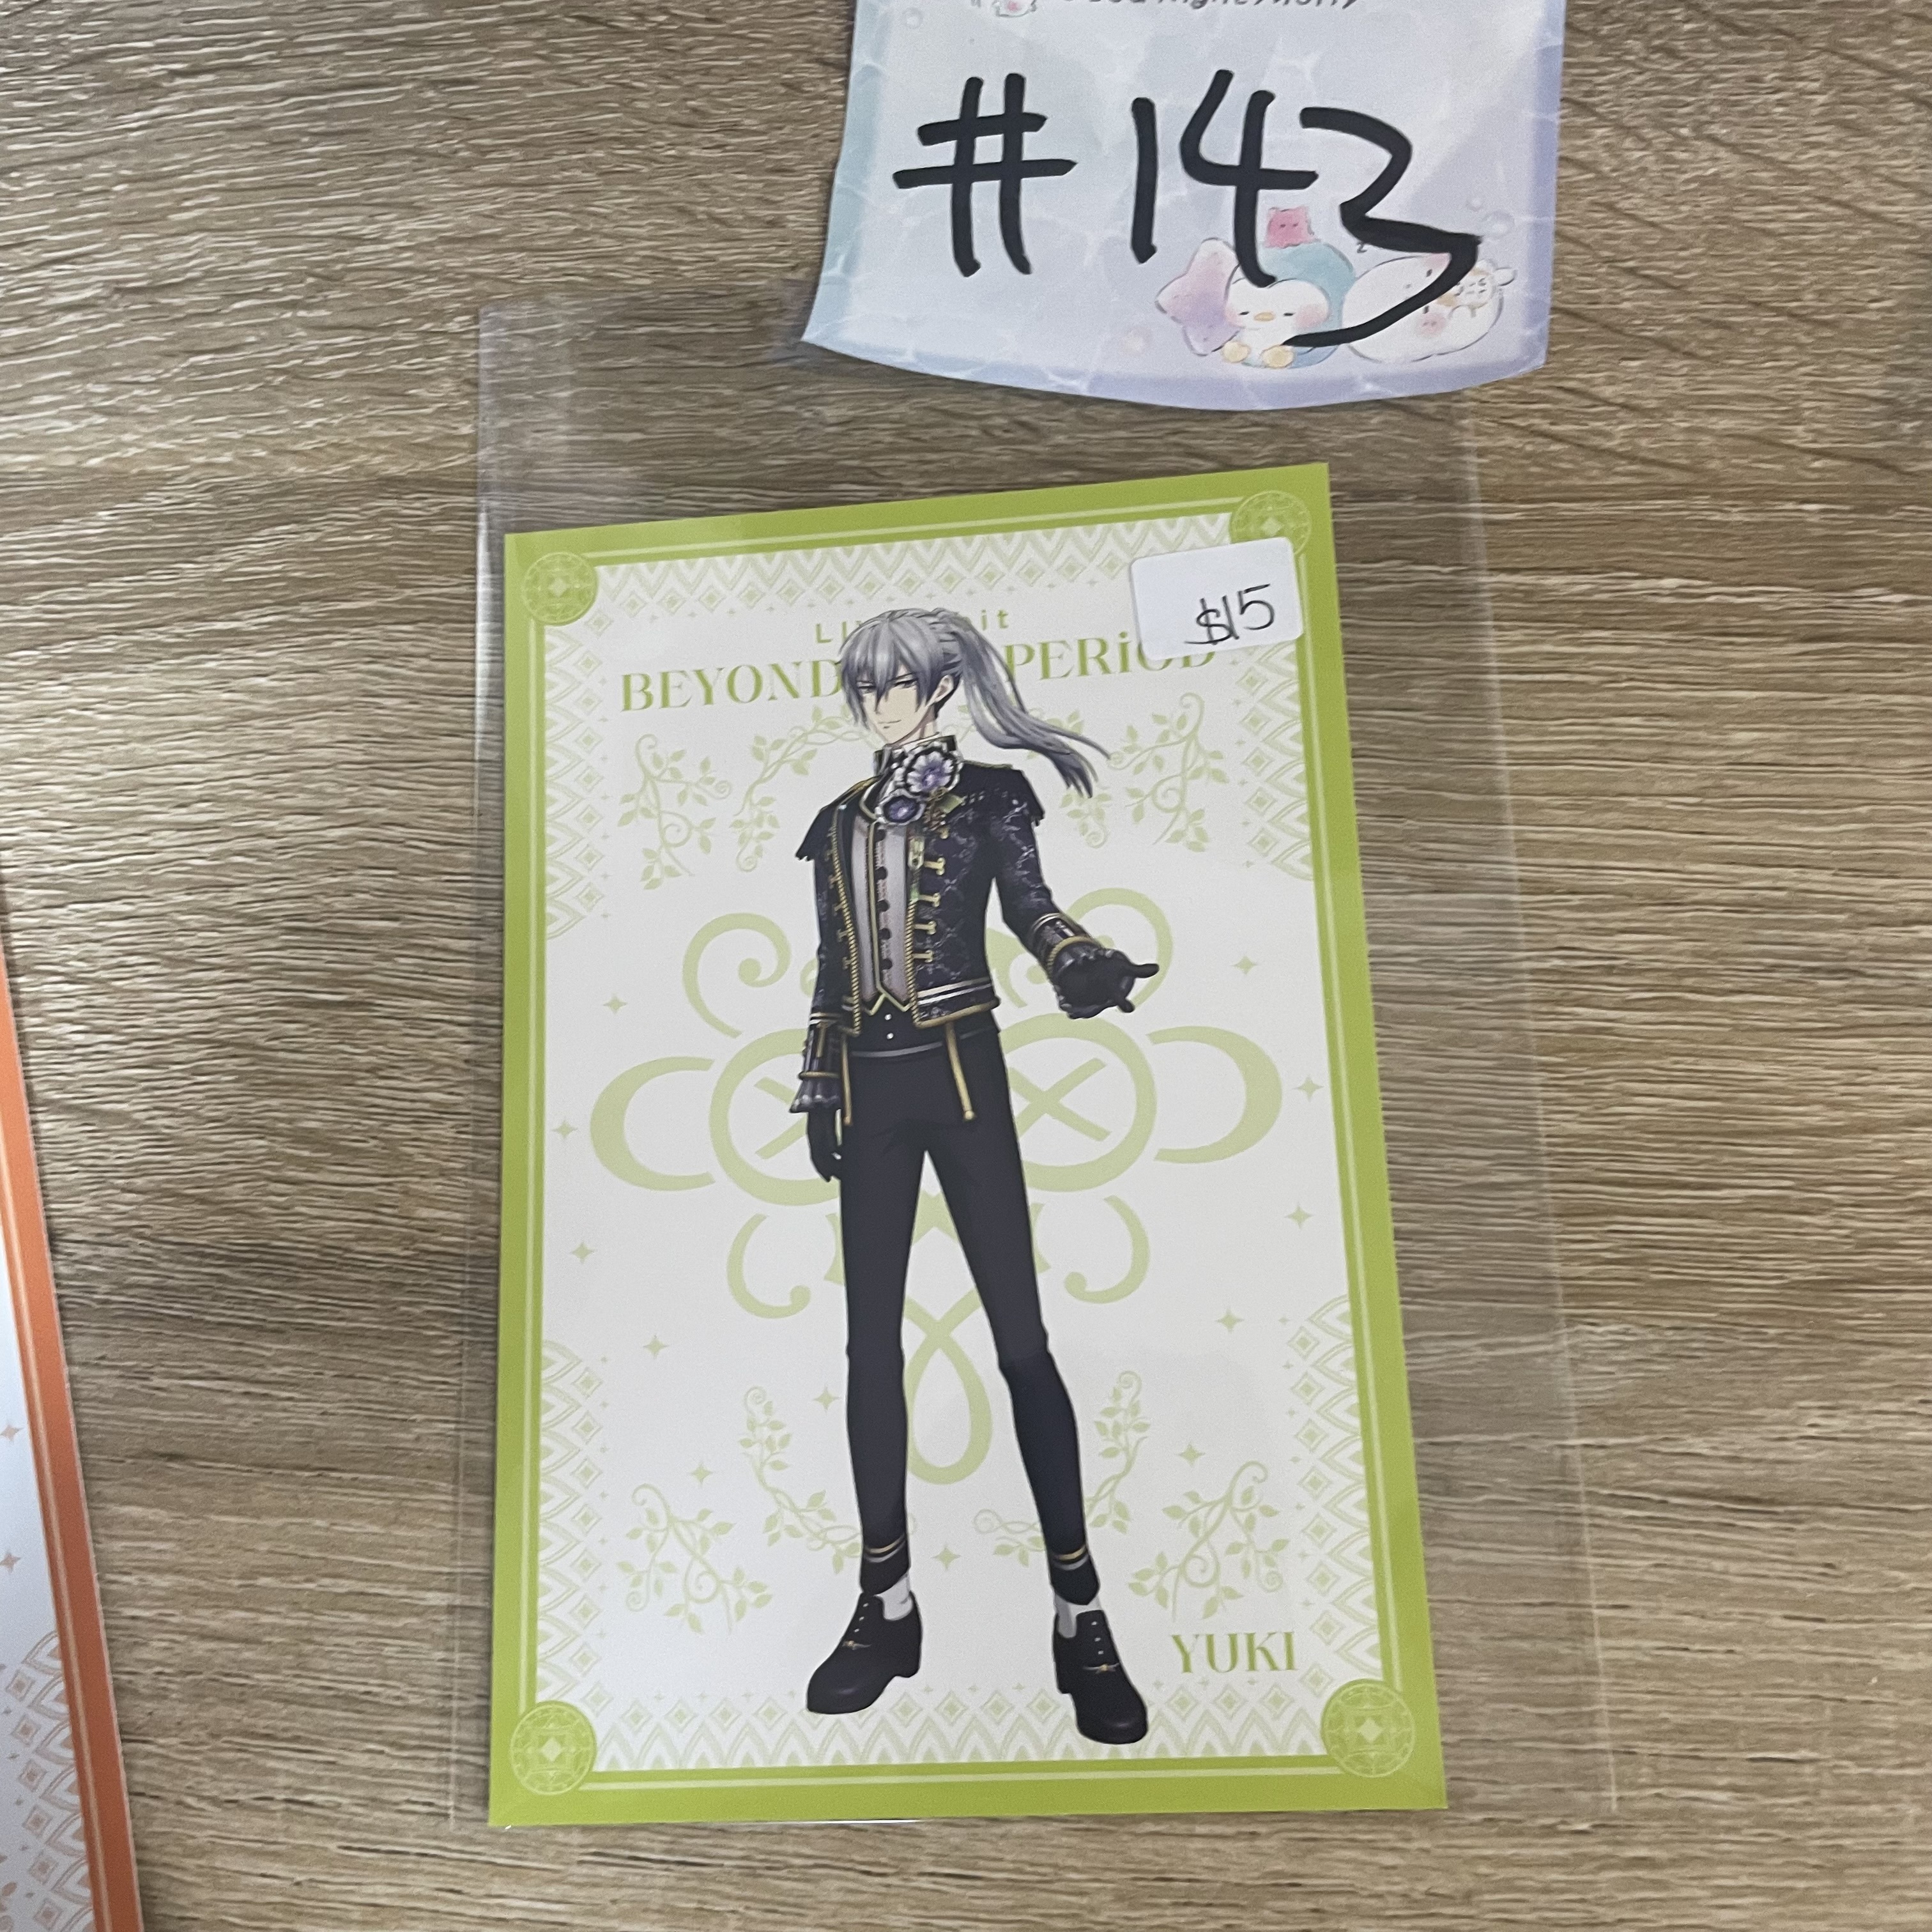 #143
$15
BEYOND
PERiOD
YUKI